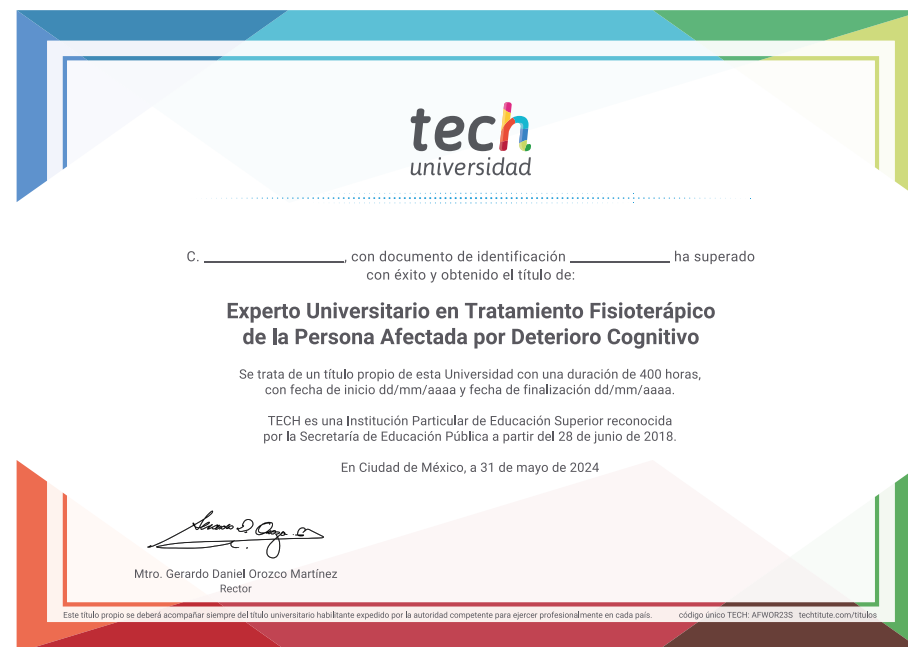 tech
universidad
C. ____________________, con documento de identificación ______________ ha superado
con éxito y obtenido el título de:
Experto Universitario en Tratamiento Fisioterápico
de la Persona Afectada por Deterioro Cognitivo
Se trata de un título propio de esta Universidad con una duración de 400 horas,
con fecha de inicio dd/mm/aaaa y fecha de finalización dd/mm/aaaa.
TECH es una Institución Particular de Educación Superior reconocida
por la Secretaría de Educación Pública a partir del 28 de junio de 2018.
En Ciudad de México, a 31 de mayo de 2024
Mtro. Gerardo Daniel Orozco Martínez
Rector
Este título propio se deberá acompañar siempre del título universitario habilitante expedido por la autoridad competente para ejercer profesionalmente en cada país. código único TECH: AFWOR23S techtitute.com/títulos